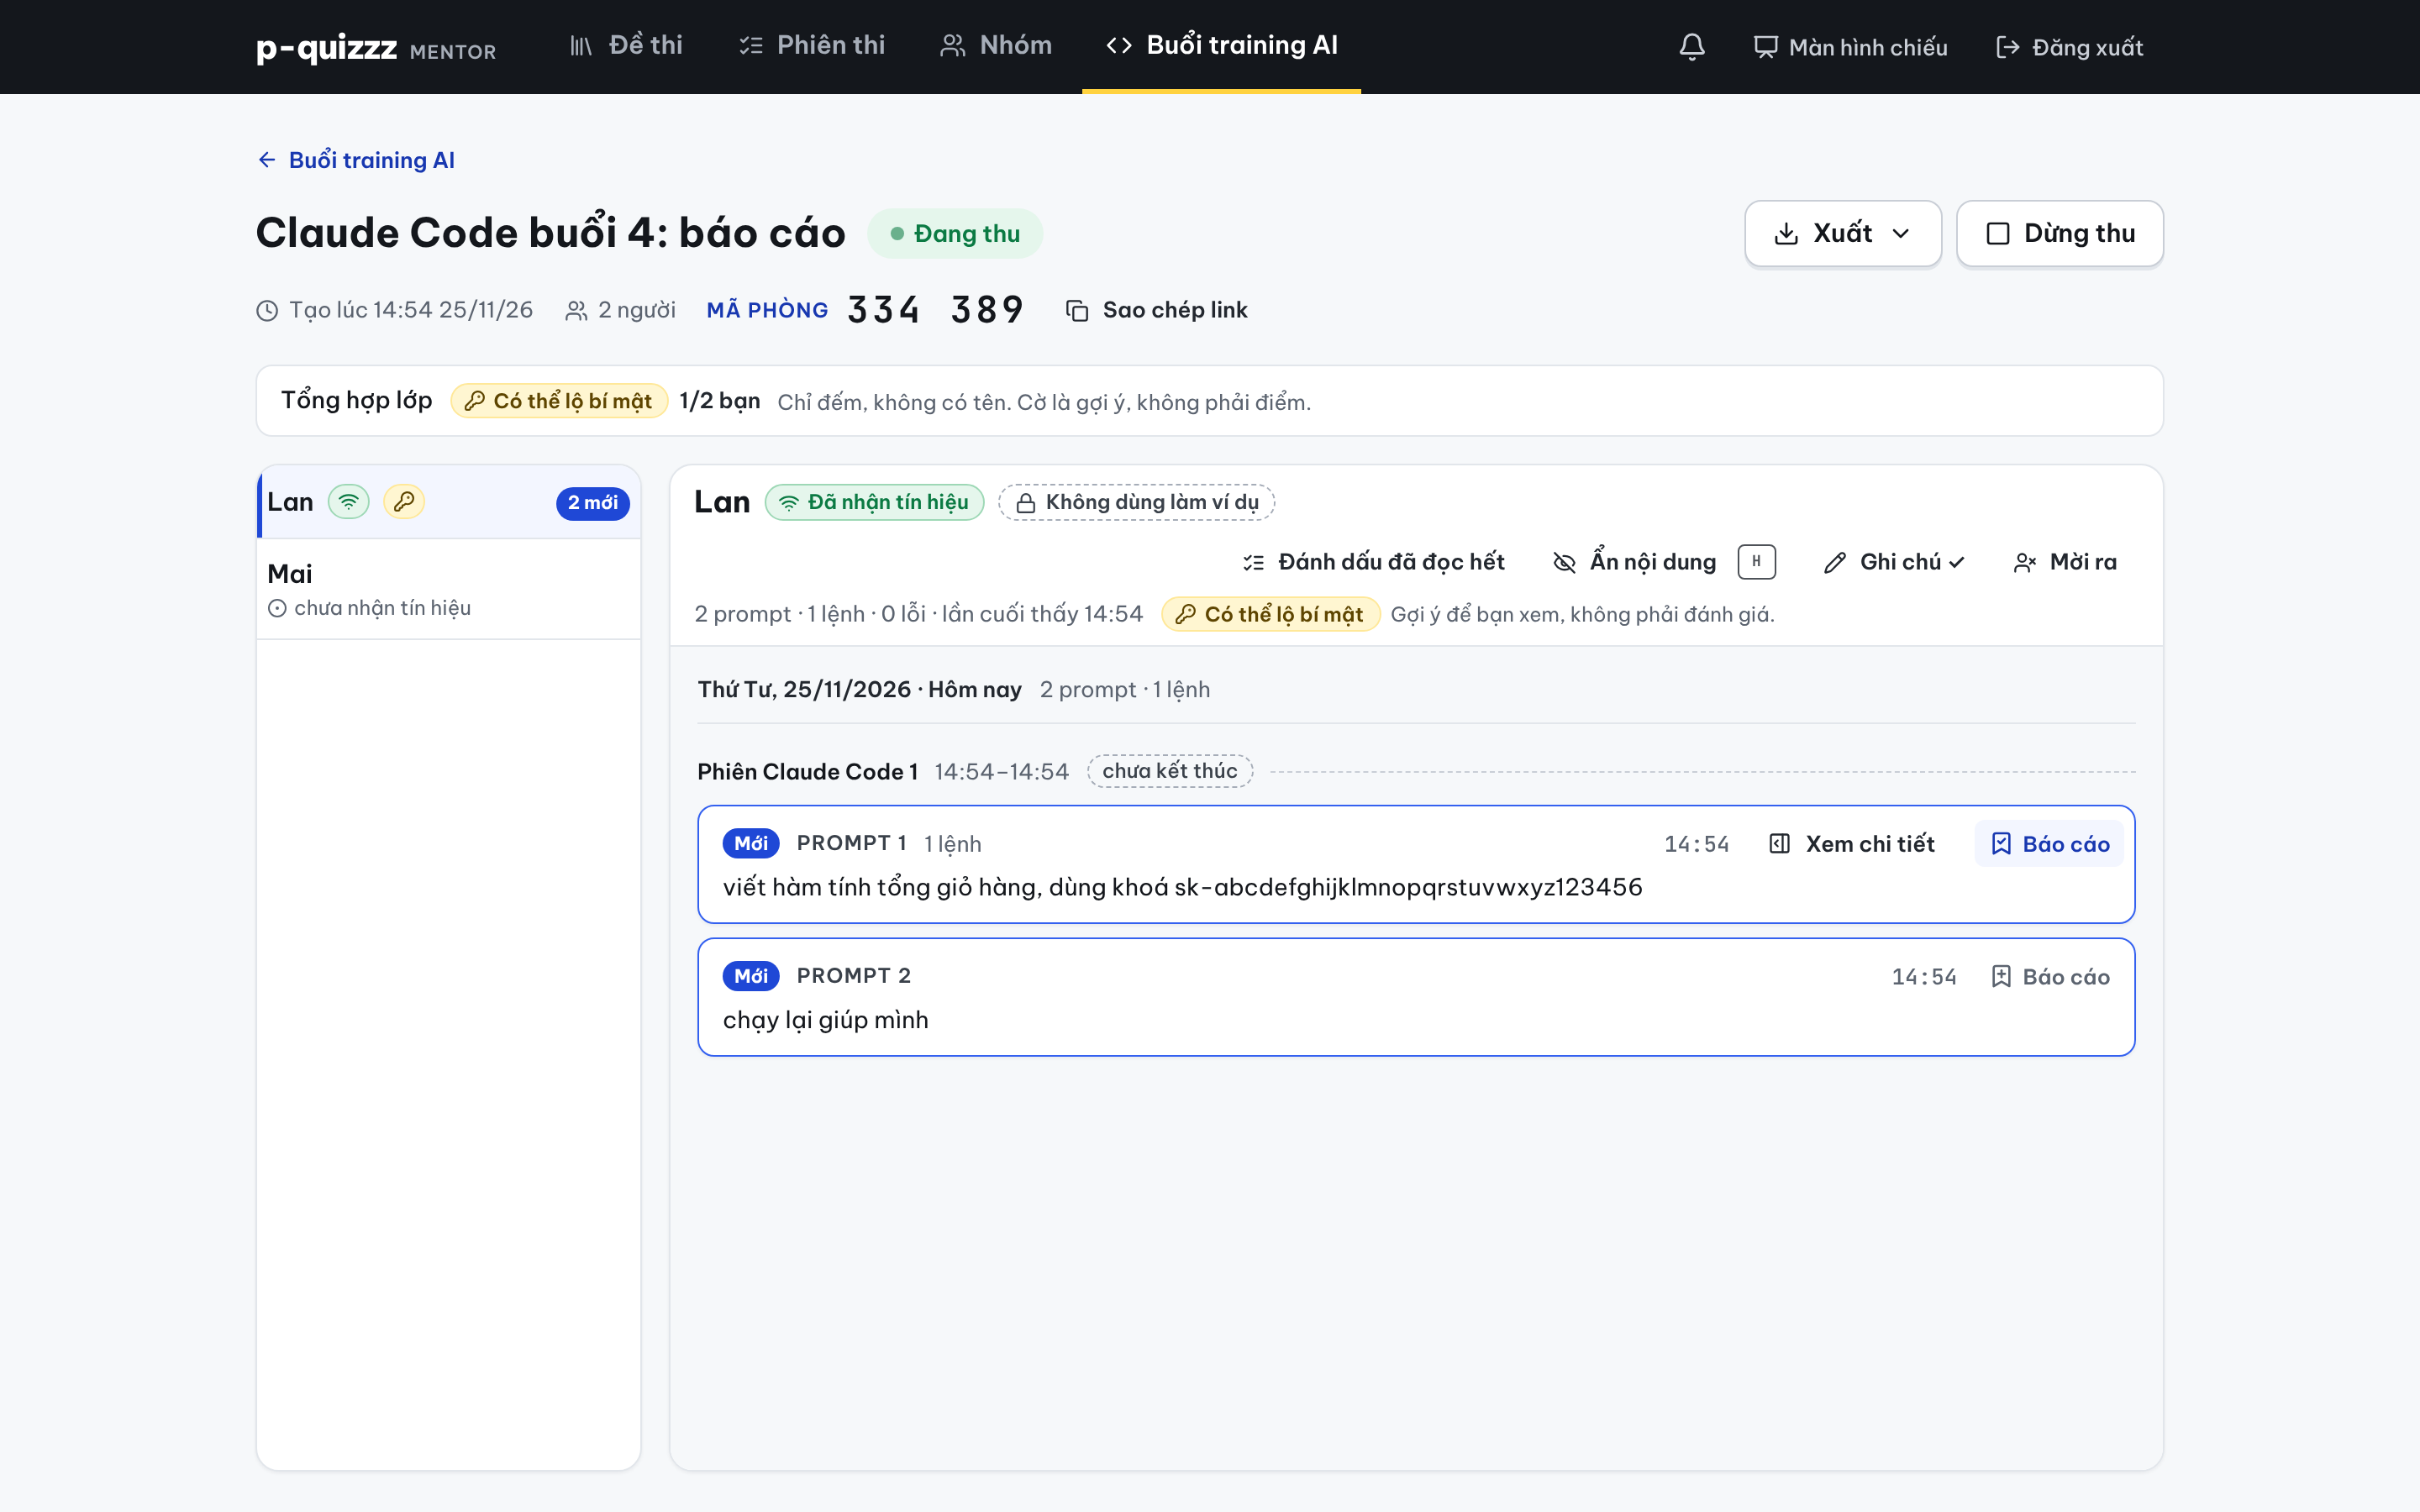 p-quizzz MENTOR Đề thi Phiên thi Nhóm Buổi training AI Màn hình chiếu Đăng xuất
Buổi training AI
Claude Code buổi 4: báo cáo Đang thu Xuất Dừng thu
Tạo lúc 14:54 25/11/26 2 người MÃ PHÒNG 334 389 Sao chép link
Tổng hợp lớp Có thể lộ bí mật 1/2 bạn Chỉ đếm, không có tên. Cờ là gợi ý, không phải điểm.
Lan 2 mới
Mai
chưa nhận tín hiệu
Lan Đã nhận tín hiệu Không dùng làm ví dụ
Đánh dấu đã đọc hết Ẩn nội dung H Ghi chú Mời ra
2 prompt · 1 lệnh · 0 lỗi · lần cuối thấy 14:54 Có thể lộ bí mật Gợi ý để bạn xem, không phải đánh giá.
Thứ Tư, 25/11/2026 · Hôm nay 2 prompt · 1 lệnh
Phiên Claude Code 1 14:54–14:54 chưa kết thúc
Mới PROMPT 1 1 lệnh 14:54 Xem chi tiết Báo cáo
viết hàm tính tổng giỏ hàng, dùng khoá sk-abcdefghijklmnopqrstuvwxyz123456
Mới PROMPT 2 14:54 Báo cáo
chạy lại giúp mình